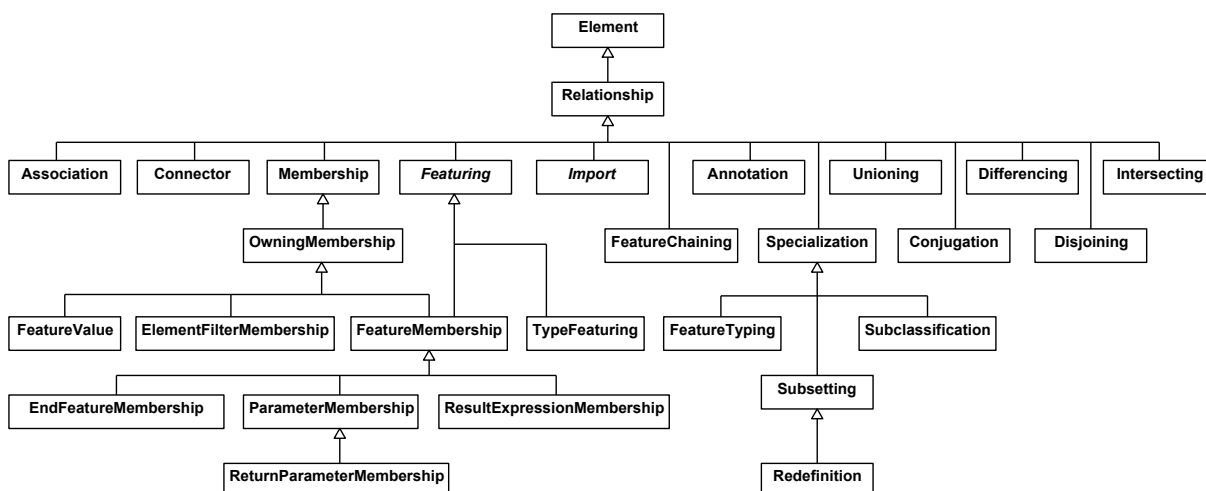 Element
Relationship
Association
Connector
Membership
Featuring
Import
Annotation
Unioning
Differencing
Intersecting
OwningMembership
FeatureChaining
Specialization
Conjugation
Disjoining
FeatureValue
ElementFilterMembership
FeatureMembership
TypeFeaturing
FeatureTyping
Subclassification
EndFeatureMembership
ParameterMembership
ResultExpressionMembership
Subsetting
ReturnParameterMembership
Redefinition